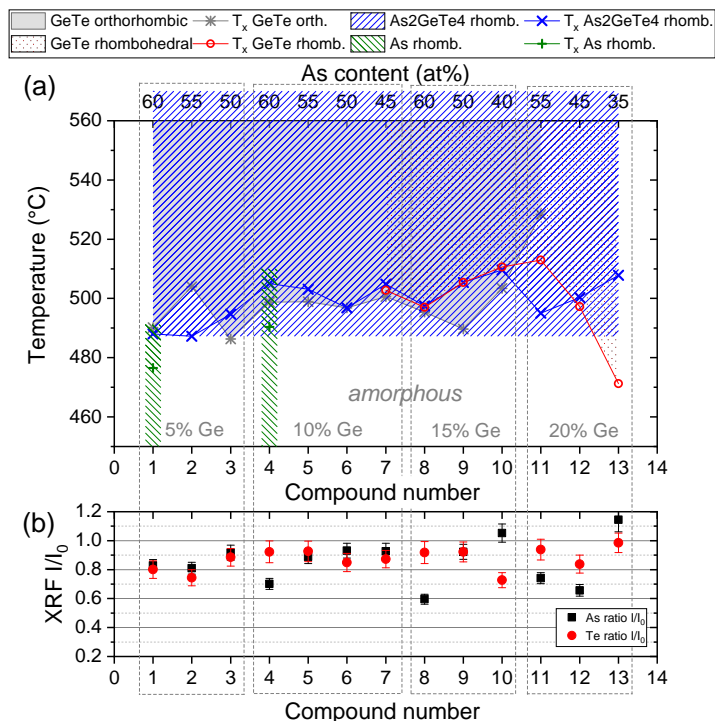 GeTe orthorhombic Tx GeTe orth. As2GeTe4 rhomb. Tx As2GeTe4 rhomb.
GeTe rhombohedral Tx GeTe rhomb. As rhomb. Tx As rhomb.
(a) As content (at%)
60 55 50 60 55 50 45 60 50 40 55 45 35
560
540
520
500
480
460
Temperature (°C)
amorphous
5% Ge 10% Ge 15% Ge 20% Ge
0 1 2 3 4 5 6 7 8 9 10 11 12 13 14
Compound number
(b)
1.2
1.0
0.8
0.6
0.4
0.2
XRF I/I0
As ratio I/I0
Te ratio I/I0
0 1 2 3 4 5 6 7 8 9 10 11 12 13 14
Compound number